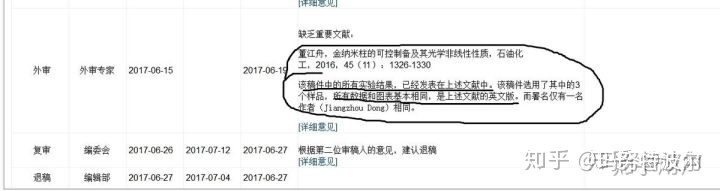 [详细意见]
缺乏重要文献：
董江舟，金纳米柱的可控制备及其光学非线性性质，石油化
工，2016，45（11）：1326-1330
外审 外审专家 2017-06-15 2017-06-19
该稿件中的所有实验结果，已经发表在上述文献中。该稿件选用了其中的3
个样品，所有数据和图表基本相同，是上述文献的英文版。而署名仅有一名
作者（Jiangzhou Dong）相同。
[详细意见]
复审 编委会 2017-06-26 2017-07-12 2017-06-27 根据第二位审稿人的意见，建议退稿
[详细意见]
退稿 编辑部 2017-06-27 2017-07-04 2017-06-27
知乎